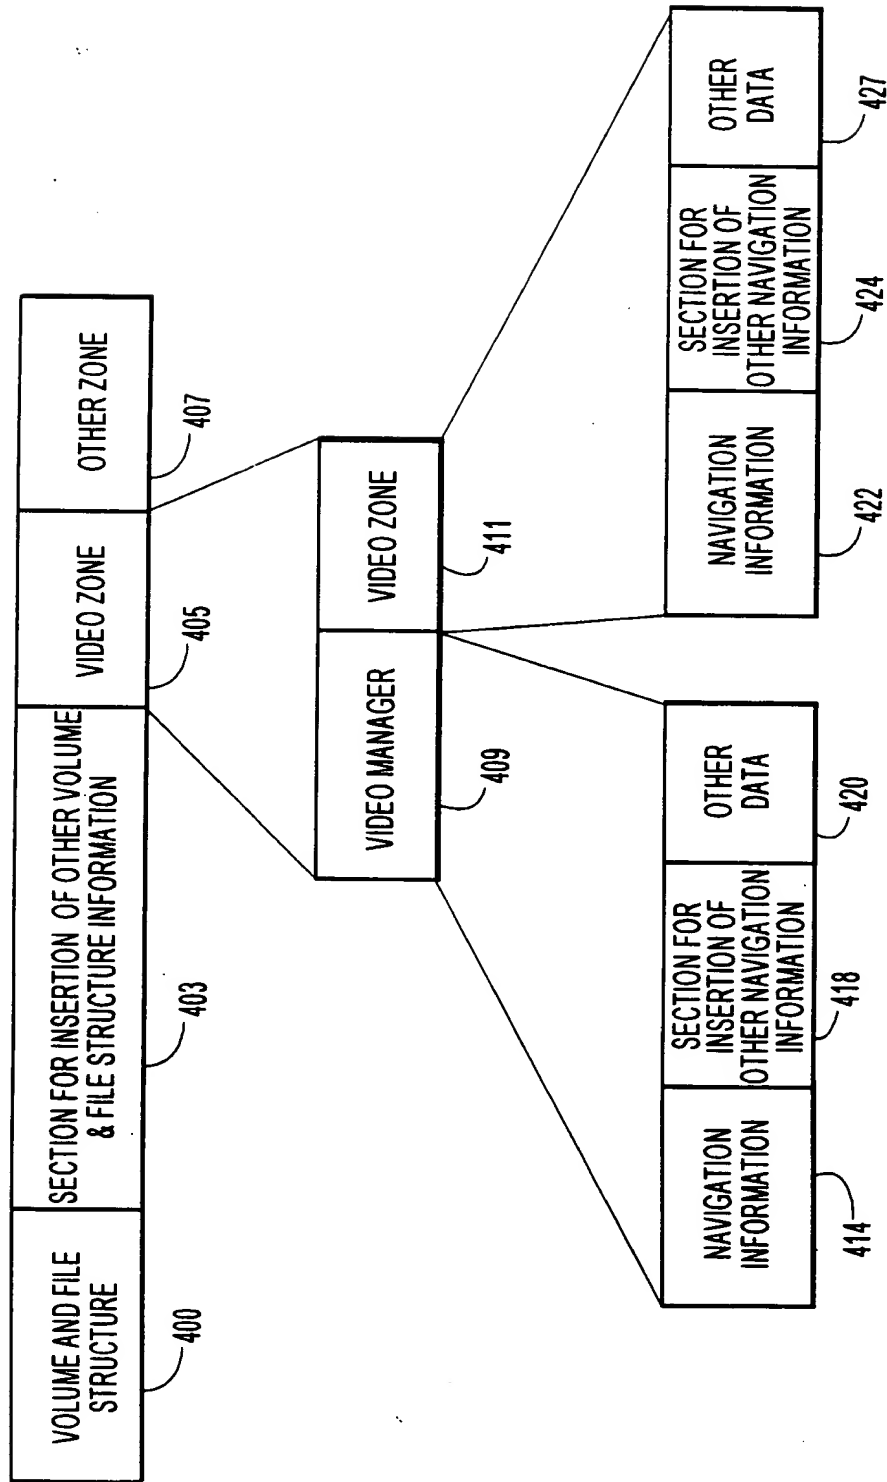 VOLUME AND FILE
STRUCTURE
400
SECTION FOR INSERTION OF OTHER VOLUME
& FILE STRUCTURE INFORMATION
403
VIDEO ZONE
405
OTHER ZONE
407
VIDEO MANAGER
409
VIDEO ZONE
411
NAVIGATION
INFORMATION
414
SECTION FOR
INSERTION OF
OTHER NAVIGATION
INFORMATION
418
OTHER
DATA
420
NAVIGATION
INFORMATION
422
SECTION FOR
INSERTION OF
OTHER NAVIGATION
INFORMATION
424
OTHER
DATA
427